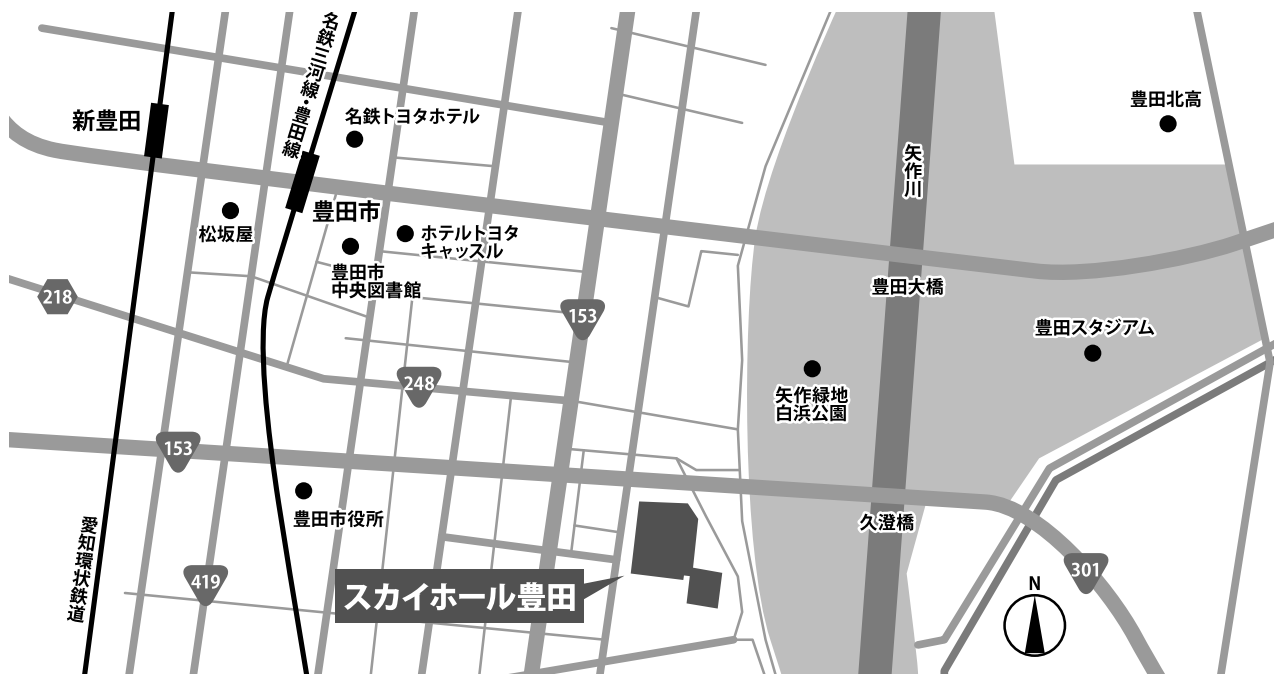 名鉄三河線・豊田線
新豊田
名鉄トヨタホテル
豊田北高
矢作川
豊田市
松坂屋
ホテルトヨタ
キャッスル
豊田市
中央図書館
218
153
豊田大橋
豊田スタジアム
248
矢作緑地
白浜公園
153
豊田市役所
久澄橋
愛知環状鉄道
419
スカイホール豊田
301
N